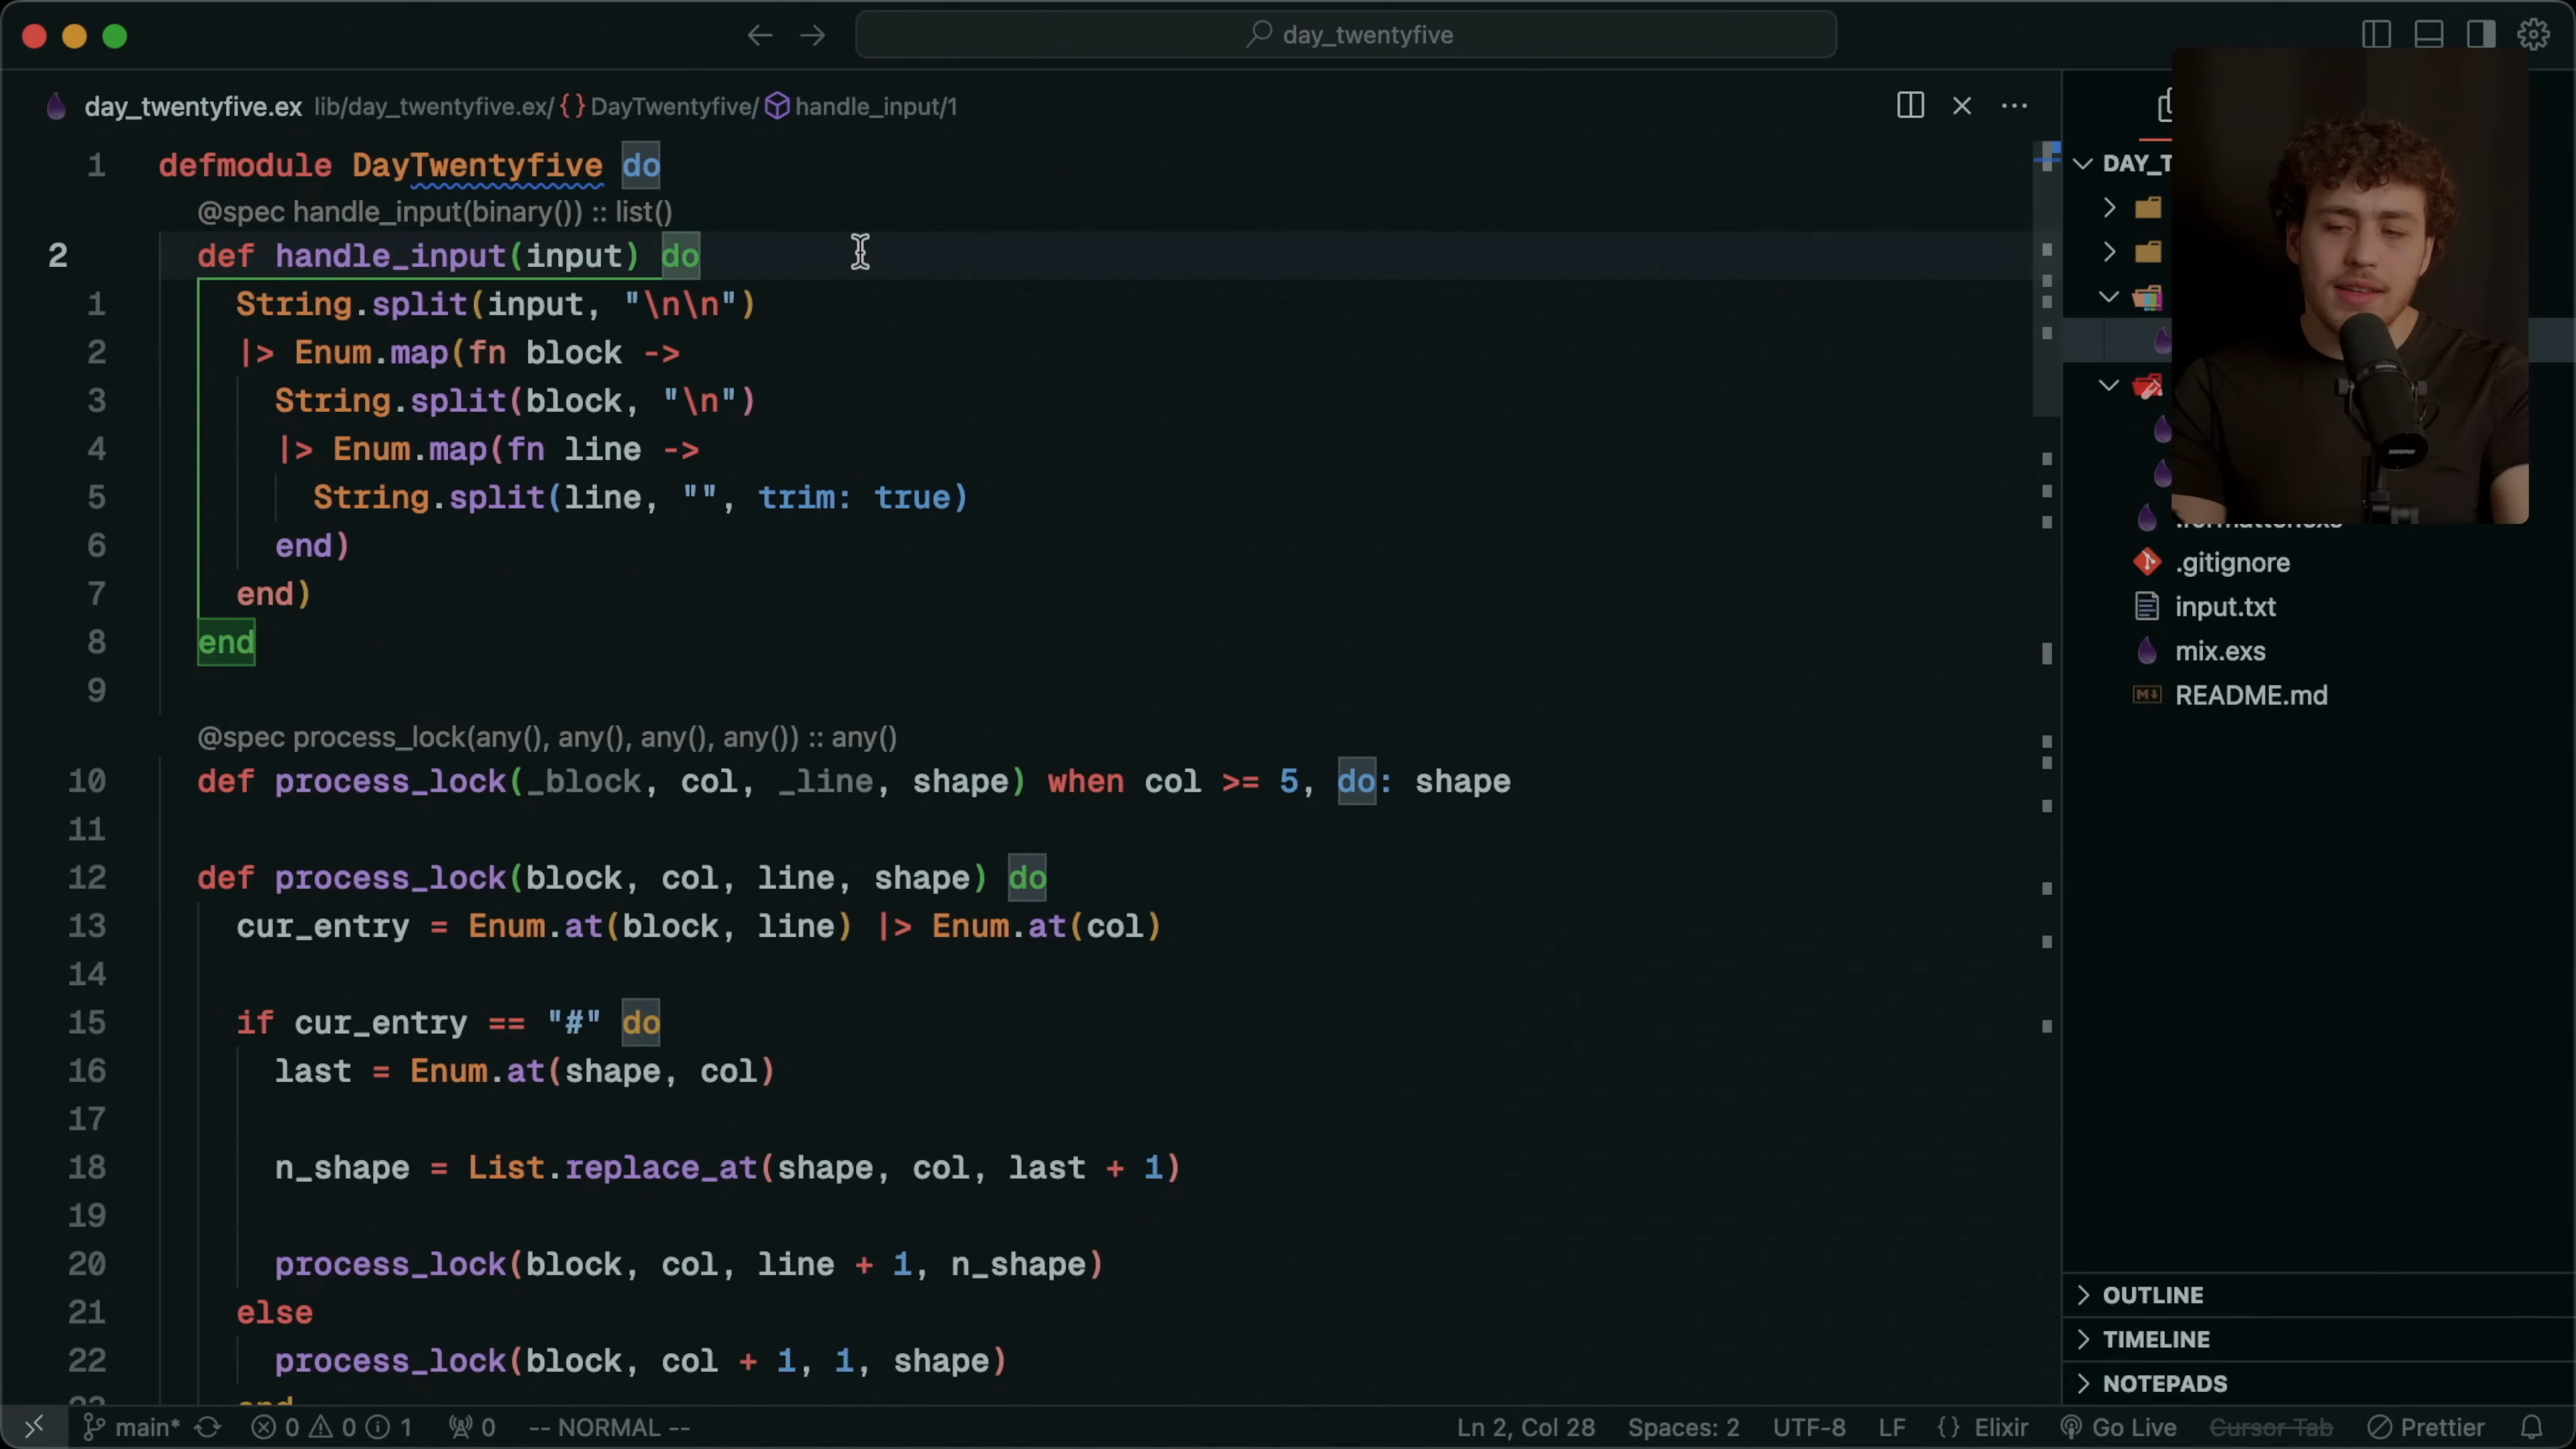 day_twentyfive
day_twentyfive.ex lib/day_twentyfive.ex/ {} DayTwentyfive/ handle_input/1
1 defmodule DayTwentyfive do
@spec handle_input(binary()) :: list()
2 def handle_input(input) do
1 String.split(input, "\n\n")
2 |> Enum.map(fn block ->
3 String.split(block, "\n")
4 |> Enum.map(fn line ->
5 String.split(line, "", trim: true)
6 end)
7 end)
8 end
9
@spec process_lock(any(), any(), any(), any()) :: any()
10 def process_lock(_block, col, _line, shape) when col >= 5, do: shape
11
12 def process_lock(block, col, line, shape) do
13 cur_entry = Enum.at(block, line) |> Enum.at(col)
14
15 if cur_entry == "#" do
16 last = Enum.at(shape, col)
17
18 n_shape = List.replace_at(shape, col, last + 1)
19
20 process_lock(block, col, line + 1, n_shape)
21 else
22 process_lock(block, col + 1, 1, shape)
DAY_T
.gitignore
input.txt
mix.exs
README.md
OUTLINE
TIMELINE
NOTEPADS
main* 0 0 1 0 -- NORMAL -- Ln 2, Col 28 Spaces: 2 UTF-8 LF {} Elixir Go Live Cursor Tab Prettier